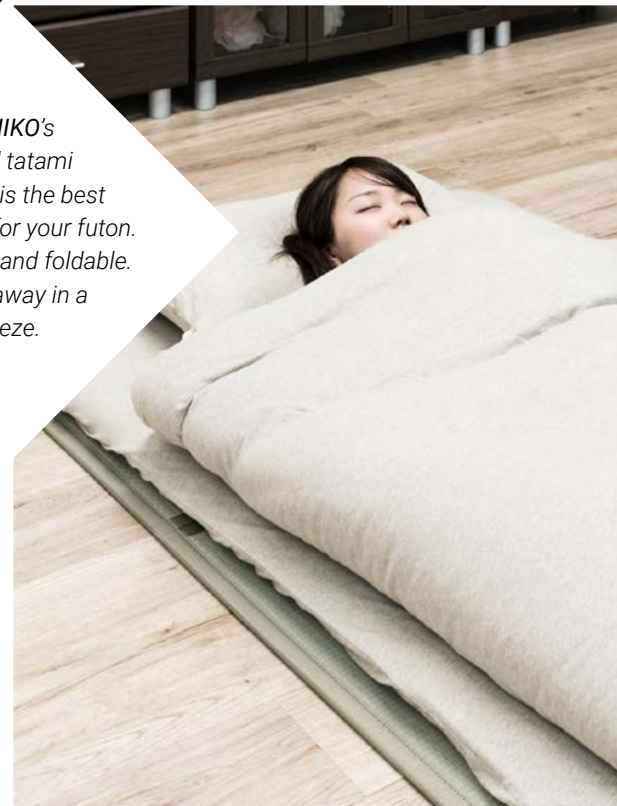 IKO's
tatami
is the best
for your futon.
and foldable.
away in a
eze.